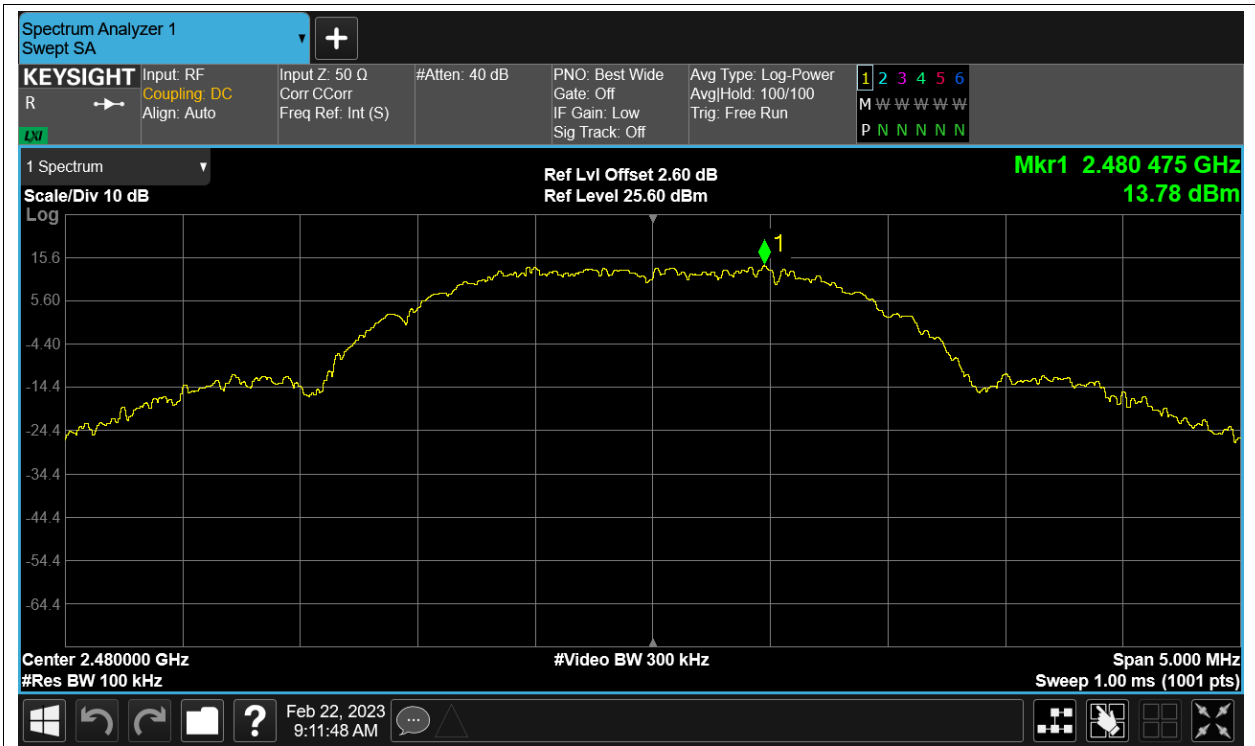 Spectrum Analyzer 1
Swept SA
KEYSIGHT
R
LXI
Input: RF
Coupling: DC
Align: Auto
Input Z: 50 Ω
Corr CCorr
Freq Ref: Int (S)
#Atten: 40 dB
PNO: Best Wide
Gate: Off
IF Gain: Low
Sig Track: Off
Avg Type: Log-Power
Avg|Hold: 100/100
Trig: Free Run
1 2 3 4 5 6
M W W W W W
P N N N N N
1 Spectrum
Scale/Div 10 dB
Ref Lvl Offset 2.60 dB
Ref Level 25.60 dBm
Mkr1 2.480 475 GHz
13.78 dBm
Log
1
15.6
5.60
-4.40
-14.4
-24.4
-34.4
-44.4
-54.4
-64.4
Center 2.480000 GHz
#Res BW 100 kHz
#Video BW 300 kHz
Span 5.000 MHz
Sweep 1.00 ms (1001 pts)
?
Feb 22, 2023
9:11:48 AM